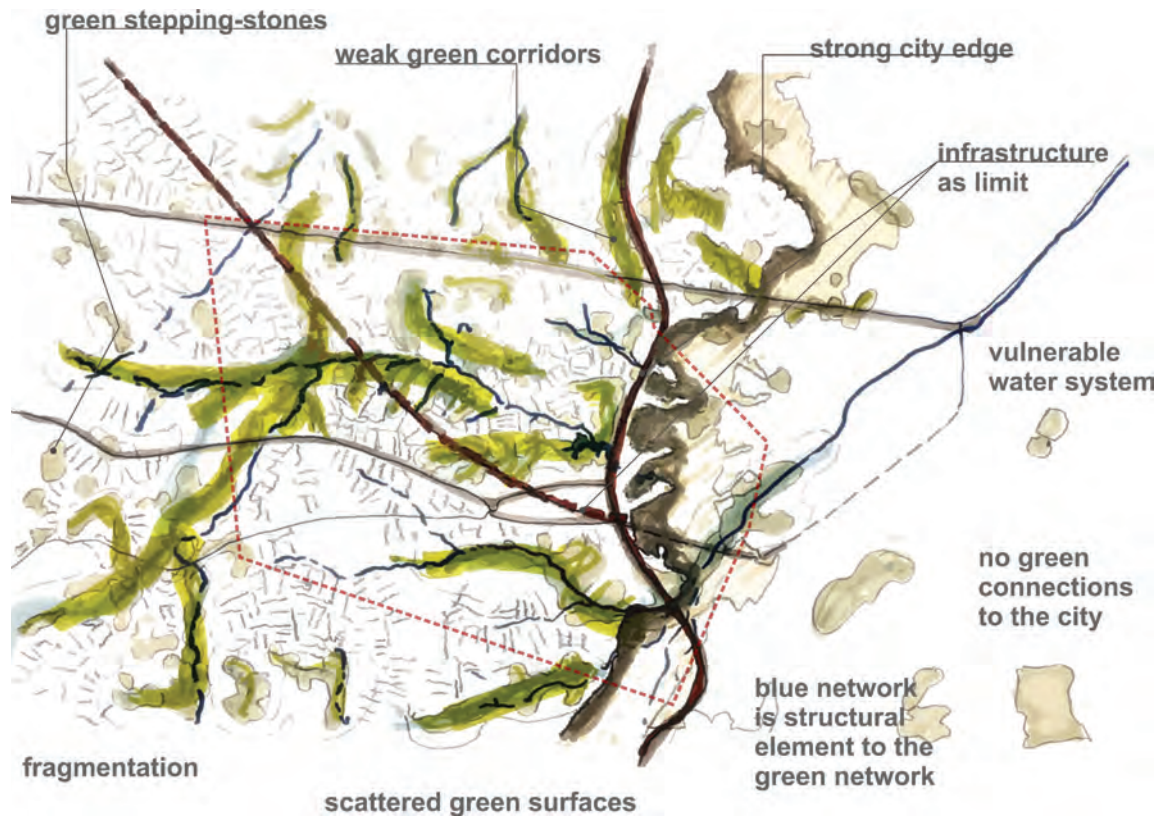 green stepping-stones
weak green corridors
strong city edge
infrastructure
as limit
vulnerable
water system
no green
connections
to the city
blue network
is structural
element to the
green network
fragmentation
scattered green surfaces